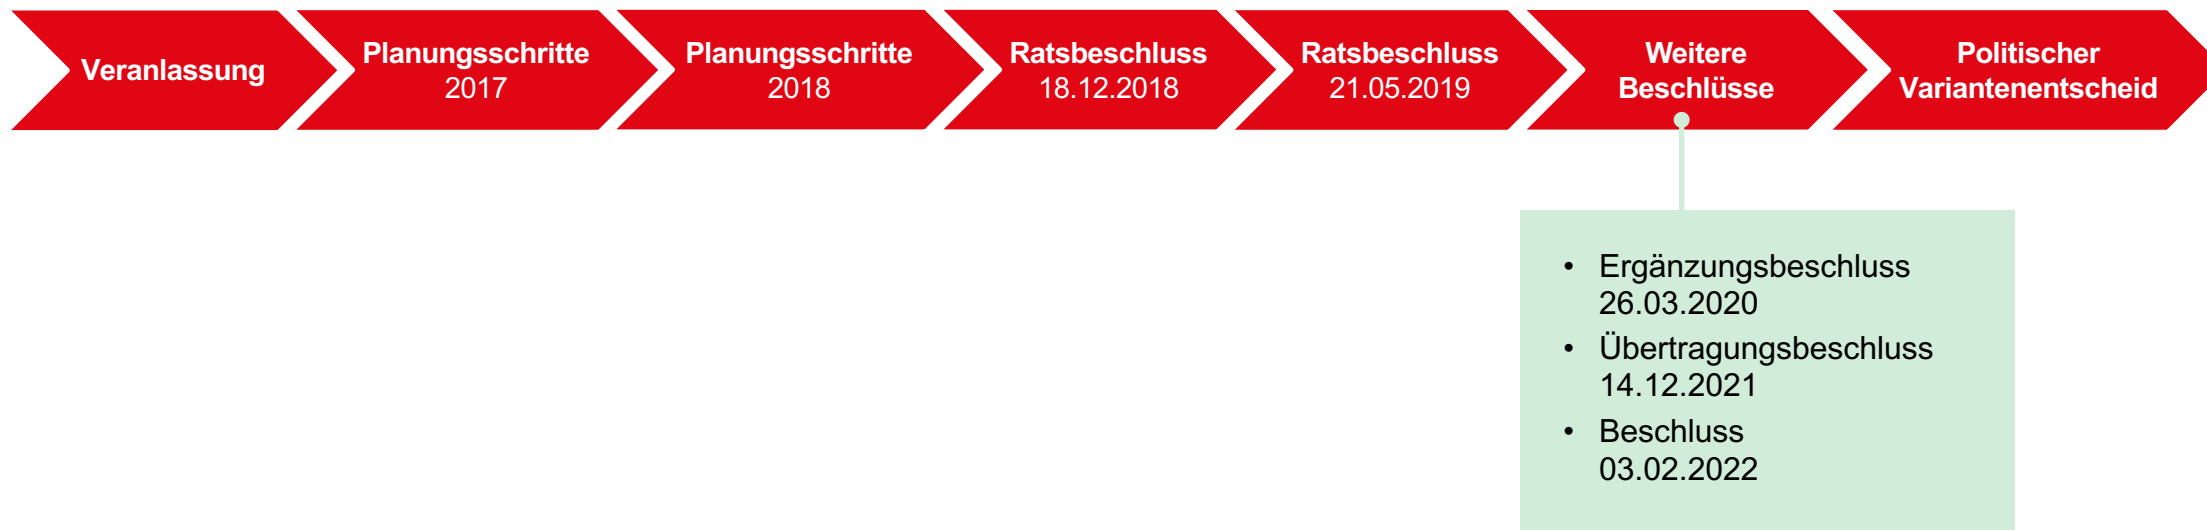 Veranlassung
Planungsschritte
2017
Planungsschritte
2018
Ratsbeschluss
18.12.2018
Ratsbeschluss
21.05.2019
Weitere
Beschlüsse
Politischer
Variantenentscheid
• Ergänzungsbeschluss
26.03.2020
• Übertragungsbeschluss
14.12.2021
• Beschluss
03.02.2022